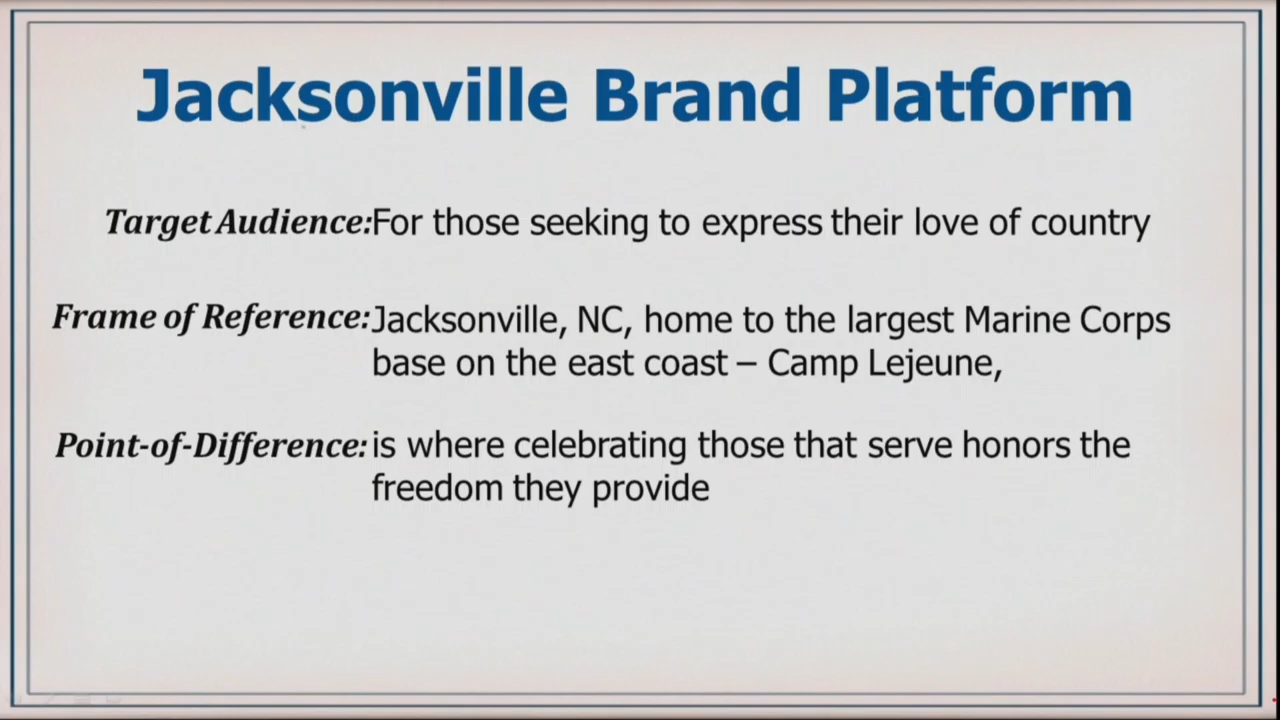 Jacksonville Brand Platform
Target Audience: For those seeking to express their love of country
Frame of Reference: Jacksonville, NC, home to the largest Marine Corps
base on the east coast – Camp Lejeune,
Point-of-Difference: is where celebrating those that serve honors the
freedom they provide